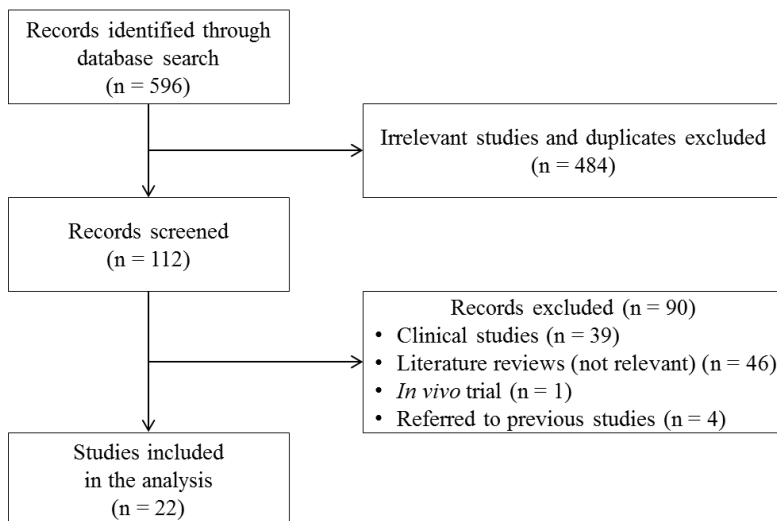 Records identified through
database search
(n = 596)
Irrelevant studies and duplicates excluded
(n = 484)
Records screened
(n = 112)
Records excluded (n = 90)
• Clinical studies (n = 39)
• Literature reviews (not relevant) (n = 46)
• In vivo trial (n = 1)
• Referred to previous studies (n = 4)
Studies included
in the analysis
(n = 22)